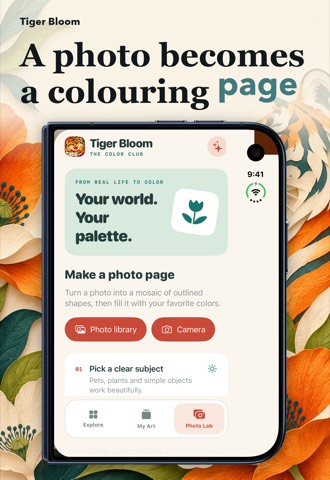 Tiger Bloom
A photo becomes
a colouring page
Tiger Bloom
THE COLOR CLUB
9:41
FROM REAL LIFE TO COLOR
Your world.
Your
palette.
Make a photo page
Turn a photo into a mosaic of outlined
shapes, then fill it with your favorite colors.
Photo library
Camera
01 Pick a clear subject
Pets, plants and simple objects
work beautifully.
Explore
My Art
Photo Lab